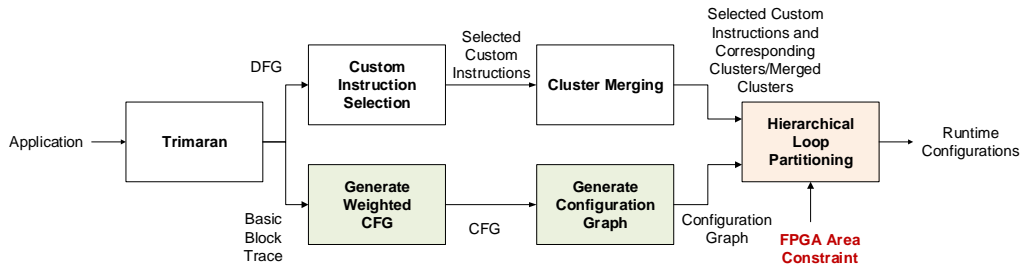 Application
Trimaran
DFG
Basic
Block
Trace
Custom
Instruction
Selection
Selected
Custom
Instructions
Cluster Merging
Selected Custom
Instructions and
Corresponding
Clusters/Merged
Clusters
Generate
Weighted
CFG
CFG
Generate
Configuration
Graph
Configuration
Graph
Hierarchical
Loop
Partitioning
FPGA Area
Constraint
Runtime
Configurations